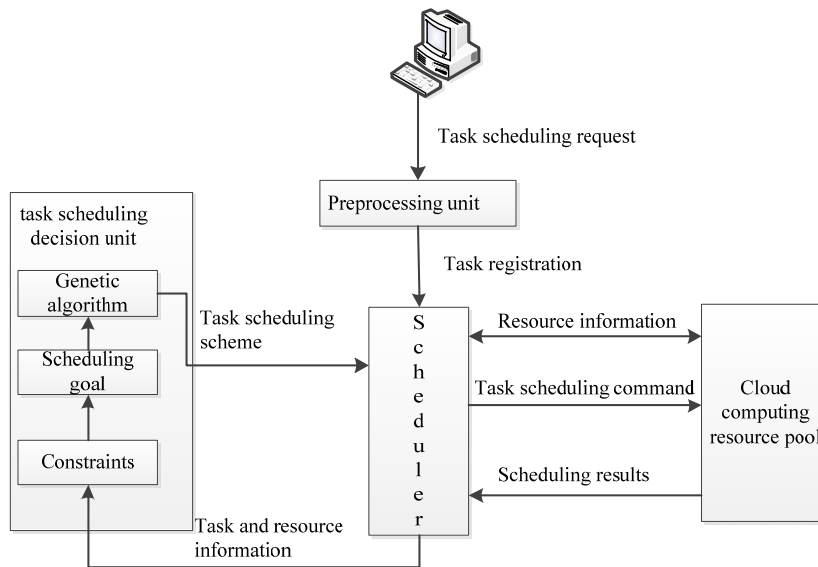 Task scheduling request
Preprocessing unit
Task registration
task scheduling
decision unit
Genetic
algorithm
Scheduling
goal
Constraints
Task scheduling
scheme
Task and resource
information
Scheduler
Resource information
Task scheduling command
Scheduling results
Cloud
computing
resource pool